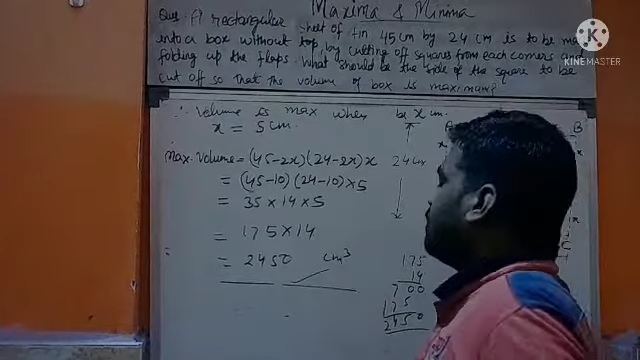 Maxima & Minima
Ques. A rectangular sheet of tin 45 cm by 24 cm is to be
into a box without top, by cutting off squares from each corners and
folding up the flaps. What should be the side of the square to be
cut off so that the volume of box is maximum?
KINEMASTER
∴ Volume is max when
x = 5 cm.
by x cm.
B
x
x
24 cm
Max. Volume = (45-2x)(24-2x)x
= (45-10)(24-10)×5
= 35×14×5
= 175×14
= 2450 cm³
x
C
175
14
700
175
2450